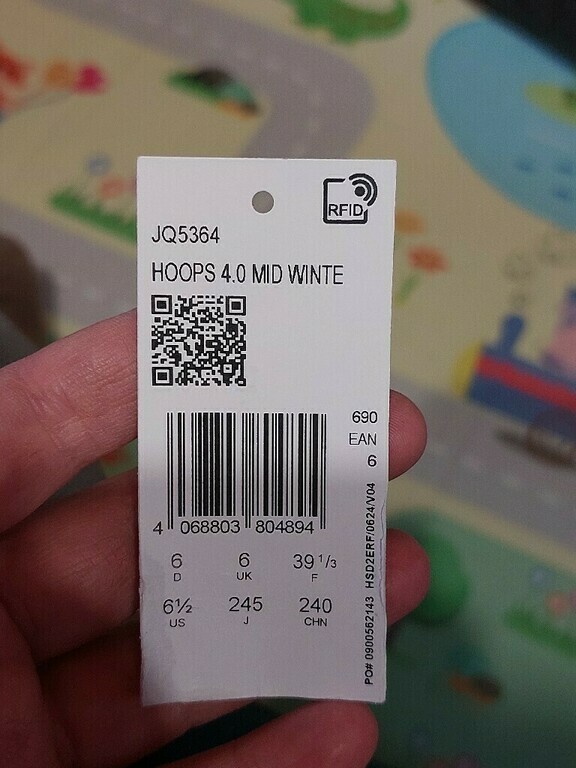 RFID
JQ5364
HOOPS 4.0 MID WINTE
690
EAN
6
4 068803 804894
6 6 39 1/3
D UK F
6½ 245 240
US J CHN
PO# 0900562143 HSD2ERF/0624/V04